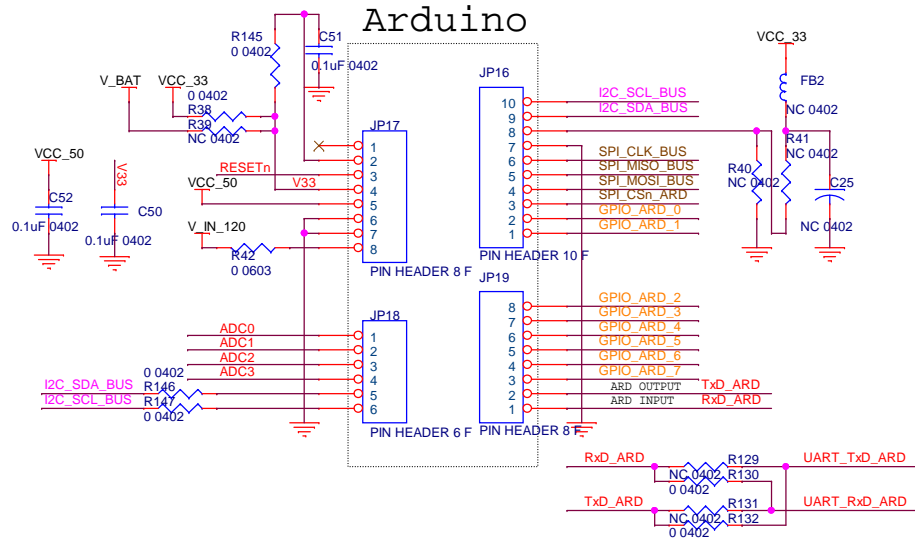 Arduino
R145
0 0402
C51
0.1uF 0402
V_BAT
VCC_33
0 0402
R38
R39
NC 0402
VCC_50
V33
C52
0.1uF 0402
C50
0.1uF 0402
RESETn
VCC_50
V33
V_IN_120
R42
0 0603
JP17
1
2
3
4
5
6
7
8
PIN HEADER 8 F
JP16
10
9
8
7
6
5
4
3
2
1
PIN HEADER 10 F
I2C_SCL_BUS
I2C_SDA_BUS
SPI_CLK_BUS
SPI_MISO_BUS
SPI_MOSI_BUS
SPI_CSn_ARD
GPIO_ARD_0
GPIO_ARD_1
VCC_33
FB2
NC 0402
R41
NC 0402
R40
NC 0402
C25
NC 0402
ADC0
ADC1
ADC2
ADC3
0 0402
I2C_SDA_BUS
R146
I2C_SCL_BUS
R147
0 0402
JP18
1
2
3
4
5
6
PIN HEADER 6 F
JP19
8
7
6
5
4
3
2
1
PIN HEADER 8 F
GPIO_ARD_2
GPIO_ARD_3
GPIO_ARD_4
GPIO_ARD_5
GPIO_ARD_6
GPIO_ARD_7
ARD OUTPUT TxD_ARD
ARD INPUT RxD_ARD
RxD_ARD
R129
UART_TxD_ARD
NC 0402
R130
0 0402
TxD_ARD
R131
UART_RxD_ARD
NC 0402
R132
0 0402